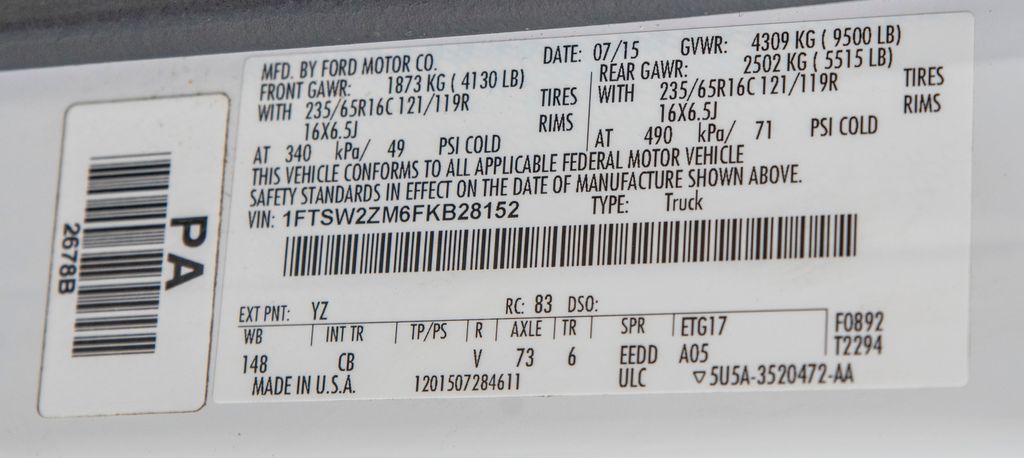 PA
2678B
MFD. BY FORD MOTOR CO. DATE: 07/15 GVWR: 4309 KG ( 9500 LB)
FRONT GAWR: 1873 KG ( 4130 LB) REAR GAWR: 2502 KG ( 5515 LB)
WITH 235/65R16C 121/119R TIRES WITH 235/65R16C 121/119R TIRES
16X6.5J RIMS 16X6.5J RIMS
AT 340 kPa/ 49 PSI COLD AT 490 kPa/ 71 PSI COLD
THIS VEHICLE CONFORMS TO ALL APPLICABLE FEDERAL MOTOR VEHICLE
SAFETY STANDARDS IN EFFECT ON THE DATE OF MANUFACTURE SHOWN ABOVE.
VIN: 1FTSW2ZM6FKB28152 TYPE: Truck
EXT PNT: YZ RC: 83 DSO:
WB INT TR TP/PS R AXLE TR SPR ETG17 F0892
148 CB V 73 6 EEDD A05 T2294
MADE IN U.S.A. 1201507284611 ULC ▽5U5A-3520472-AA